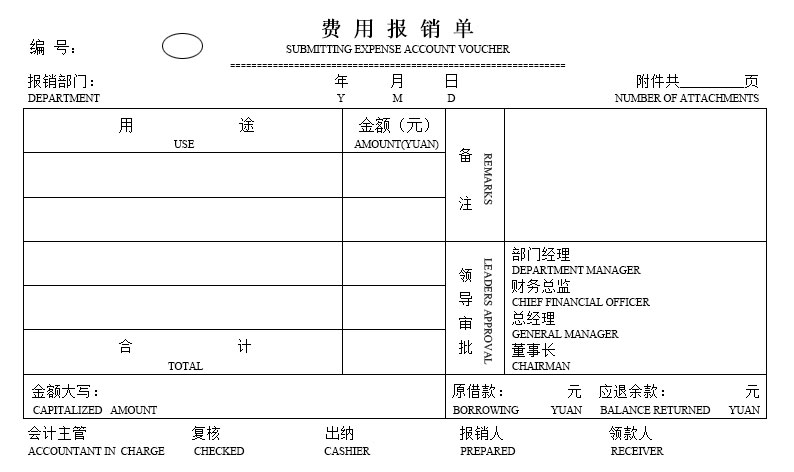 费用报销单
SUBMITTING EXPENSE ACCOUNT VOUCHER
编号:
报销部门: 年 月 日 附件共________页
DEPARTMENT Y M D NUMBER OF ATTACHMENTS
用 途 金额（元）
USE AMOUNT(YUAN)
备注
REMARKS
领导审批
LEADERS APPROVAL
部门经理
DEPARTMENT MANAGER
财务总监
CHIEF FINANCIAL OFFICER
总经理
GENERAL MANAGER
董事长
CHAIRMAN
合 计
TOTAL
金额大写: 原借款: 元 应退余款: 元
CAPITALIZED AMOUNT BORROWING YUAN BALANCE RETURNED YUAN
会计主管 复核 出纳 报销人 领款人
ACCOUNTANT IN CHARGE CHECKED CASHIER PREPARED RECEIVER